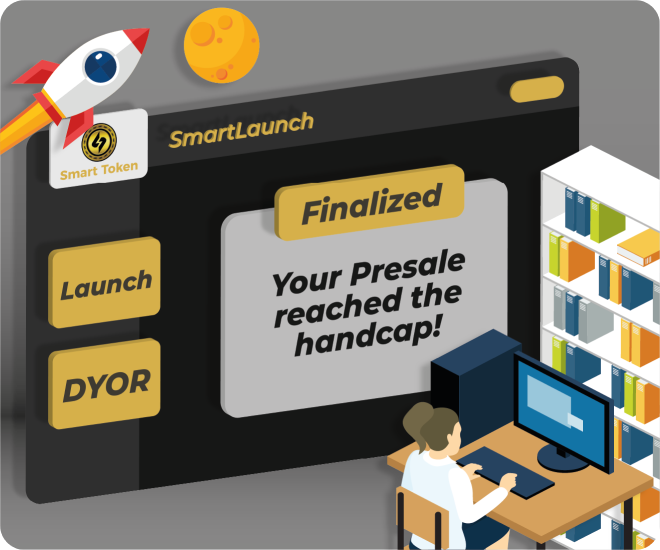 SmartLaunch
Smart Token
Finalized
Launch
Your Presale
reached the
handcap!
DYOR